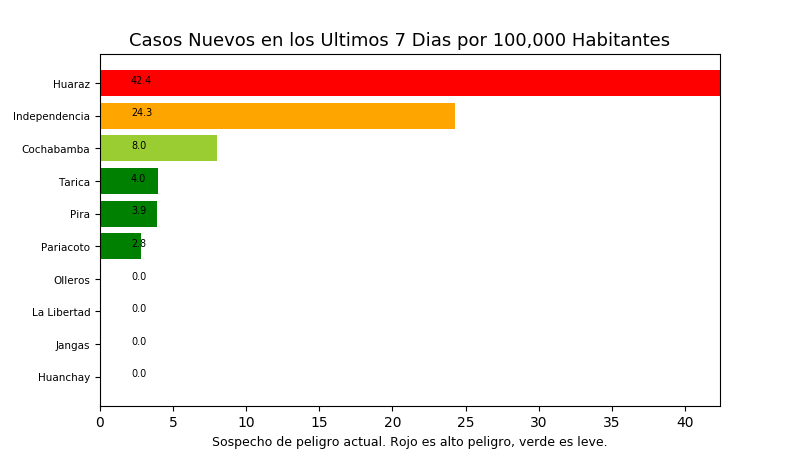 Casos Nuevos en los Ultimos 7 Dias por 100,000 Habitantes
Huaraz 42.4
Independencia 24.3
Cochabamba 8.0
Tarica 4.0
Pira 3.9
Pariacoto 2.8
Olleros 0.0
La Libertad 0.0
Jangas 0.0
Huanchay 0.0
0 5 10 15 20 25 30 35 40
Sospecho de peligro actual. Rojo es alto peligro, verde es leve.